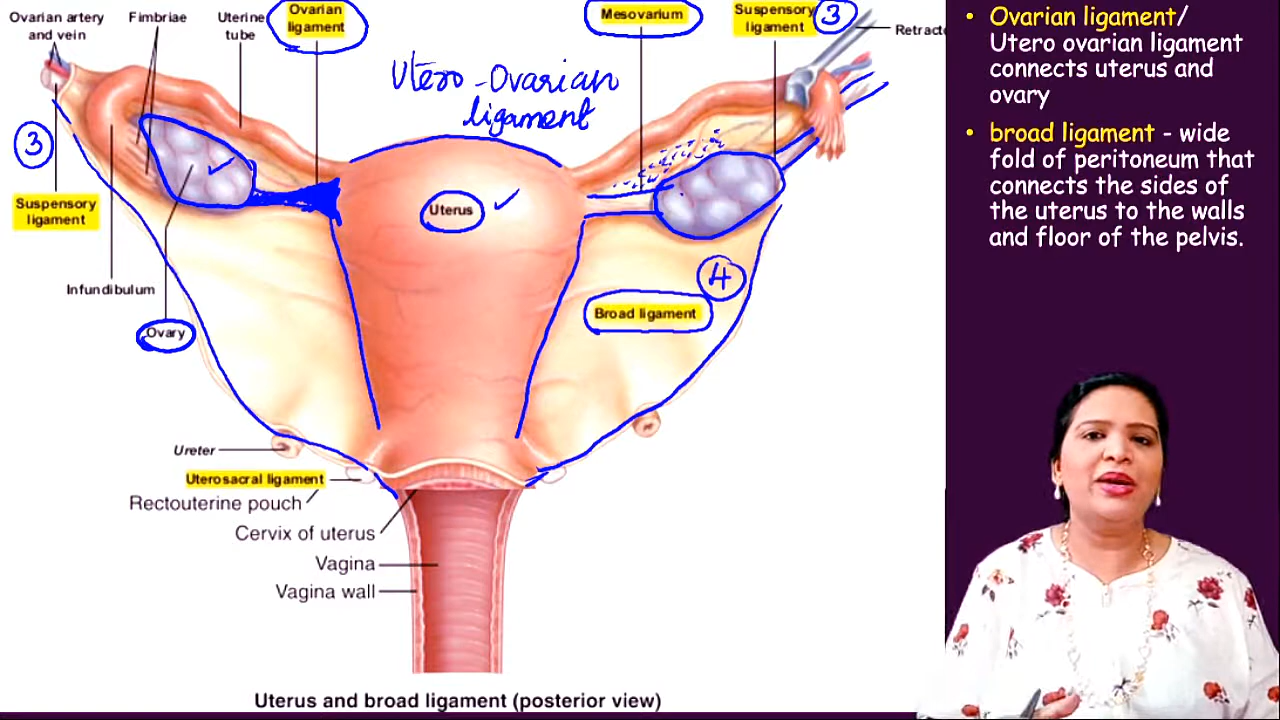 Ovarian artery
and vein
Fimbriae
Uterine
tube
Ovarian
ligament
Mesovarium
Suspensory
ligament
3
Retracto
Utero-Ovarian
ligament
3
Suspensory
ligament
Infundibulum
Ovary
Uterus
4
Broad ligament
Ureter
Uterosacral ligament
Rectouterine pouch
Cervix of uterus
Vagina
Vagina wall
Uterus and broad ligament (posterior view)
• Ovarian ligament/
Utero ovarian ligament
connects uterus and
ovary
• broad ligament - wide
fold of peritoneum that
connects the sides of
the uterus to the walls
and floor of the pelvis.